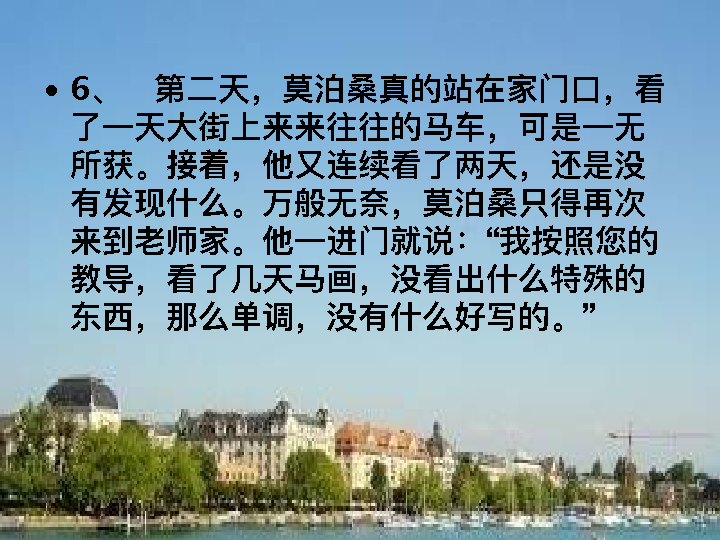 • 6、 第二天，莫泊桑真的站在家门口，看
了一天大街上来来往往的马车，可是一无
所获。接着，他又连续看了两天，还是没
有发现什么。万般无奈，莫泊桑只得再次
来到老师家。他一进门就说：“我按照您的
教导，看了几天马画，没看出什么特殊的
东西，那么单调，没有什么好写的。”